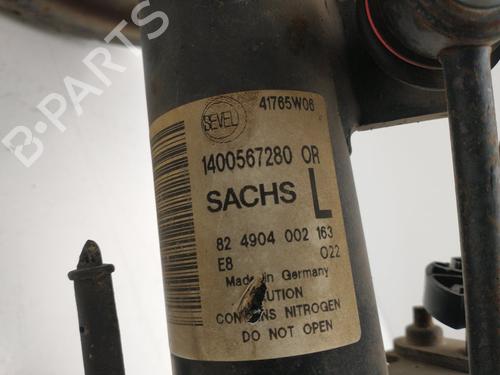 B-PARTS
41765W06
SEVEL
1400567280 OR
SACHS L
82 4904 002 163
E8 022
Made in Germany
CAUTION
CONTAINS NITROGEN
DO NOT OPEN